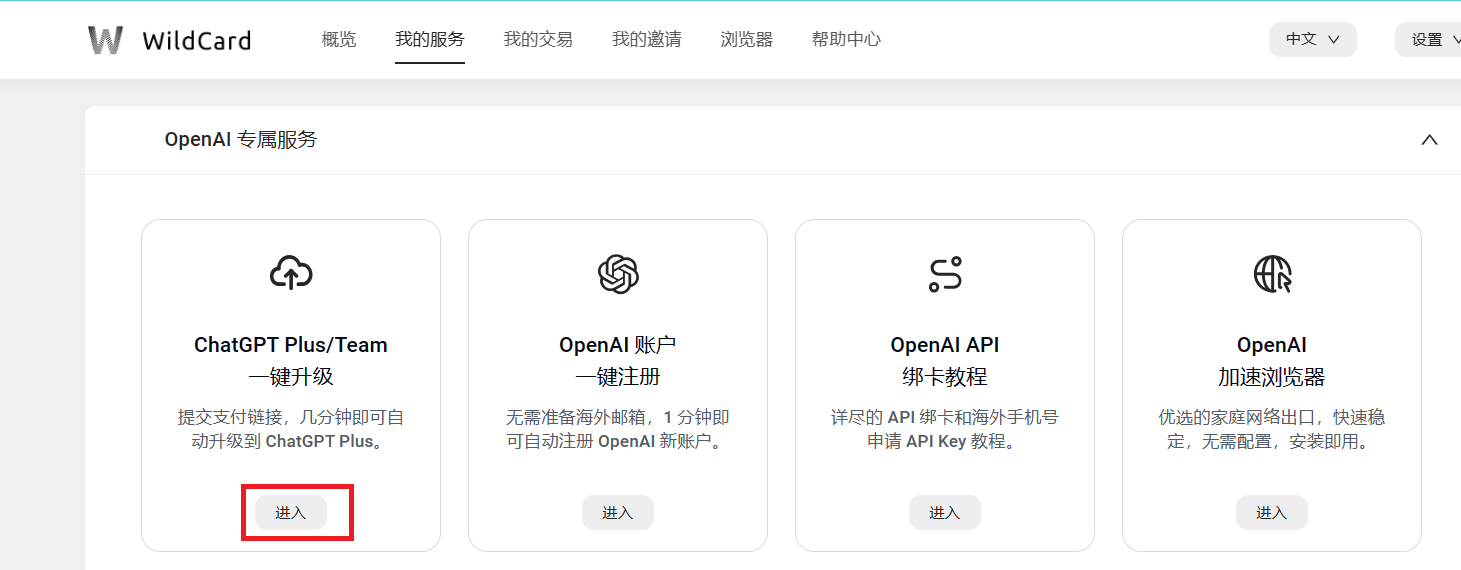 WildCard 概览 我的服务 我的交易 我的邀请 浏览器 帮助中心 中文 设置
OpenAI 专属服务
ChatGPT Plus/Team
一键升级
提交支付链接，几分钟即可自
动升级到 ChatGPT Plus。
进入
OpenAI 账户
一键注册
无需准备海外邮箱，1 分钟即
可自动注册 OpenAI 新账户。
进入
OpenAI API
绑卡教程
详尽的 API 绑卡和海外手机号
申请 API Key 教程。
进入
OpenAI
加速浏览器
优选的家庭网络出口，快速稳
定，无需配置，安装即用。
进入